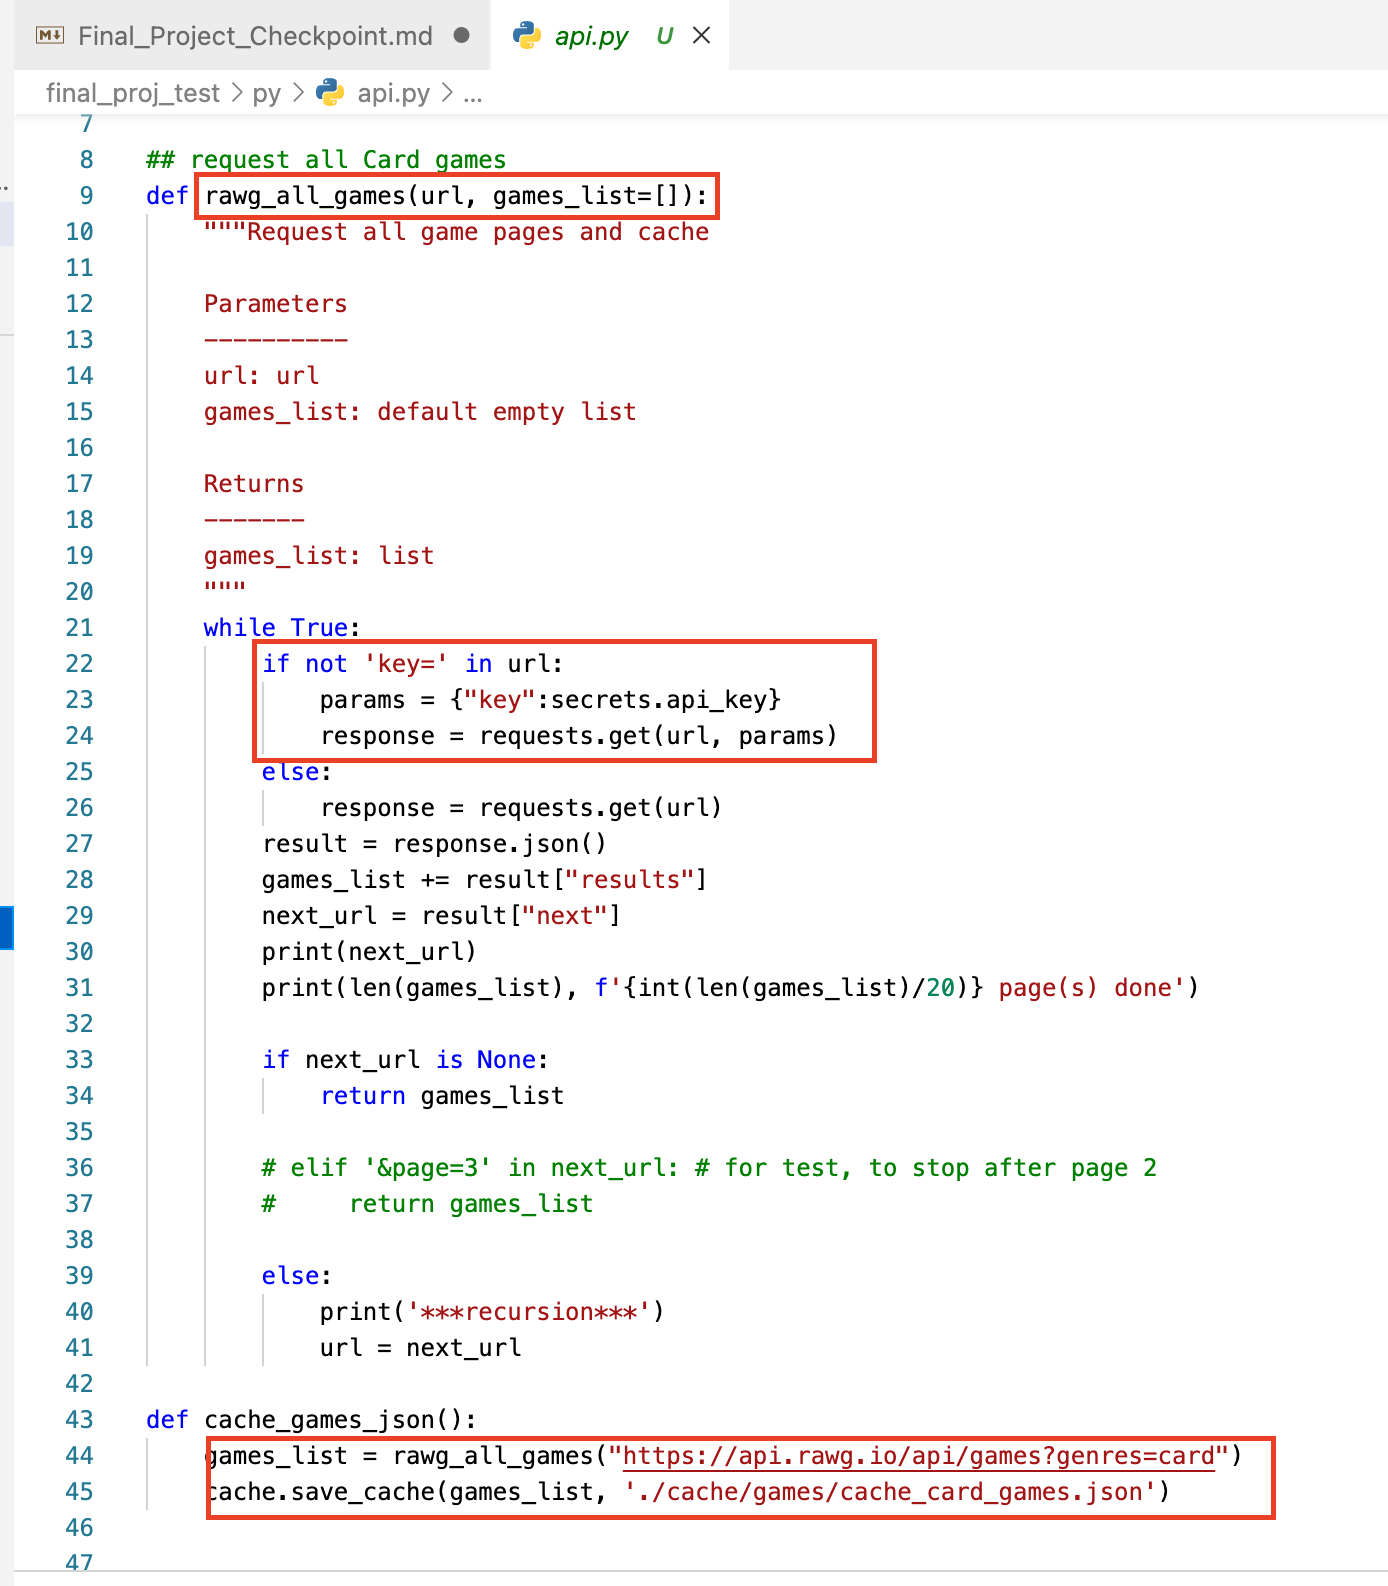 Final_Project_Checkpoint.md ● api.py U ×
final_proj_test > py > api.py > ...
7
8 ## request all Card games
9 def rawg_all_games(url, games_list=[]):
10     """Request all game pages and cache
11
12     Parameters
13     ----------
14     url: url
15     games_list: default empty list
16
17     Returns
18     -------
19     games_list: list
20     """
21     while True:
22         if not 'key=' in url:
23             params = {"key":secrets.api_key}
24             response = requests.get(url, params)
25         else:
26             response = requests.get(url)
27         result = response.json()
28         games_list += result["results"]
29         next_url = result["next"]
30         print(next_url)
31         print(len(games_list), f'{int(len(games_list)/20)} page(s) done')
32
33         if next_url is None:
34             return games_list
35
36         # elif '&page=3' in next_url: # for test, to stop after page 2
37         #     return games_list
38
39         else:
40             print('***recursion***')
41             url = next_url
42
43 def cache_games_json():
44     games_list = rawg_all_games("https://api.rawg.io/api/games?genres=card")
45     cache.save_cache(games_list, './cache/games/cache_card_games.json')
46
47